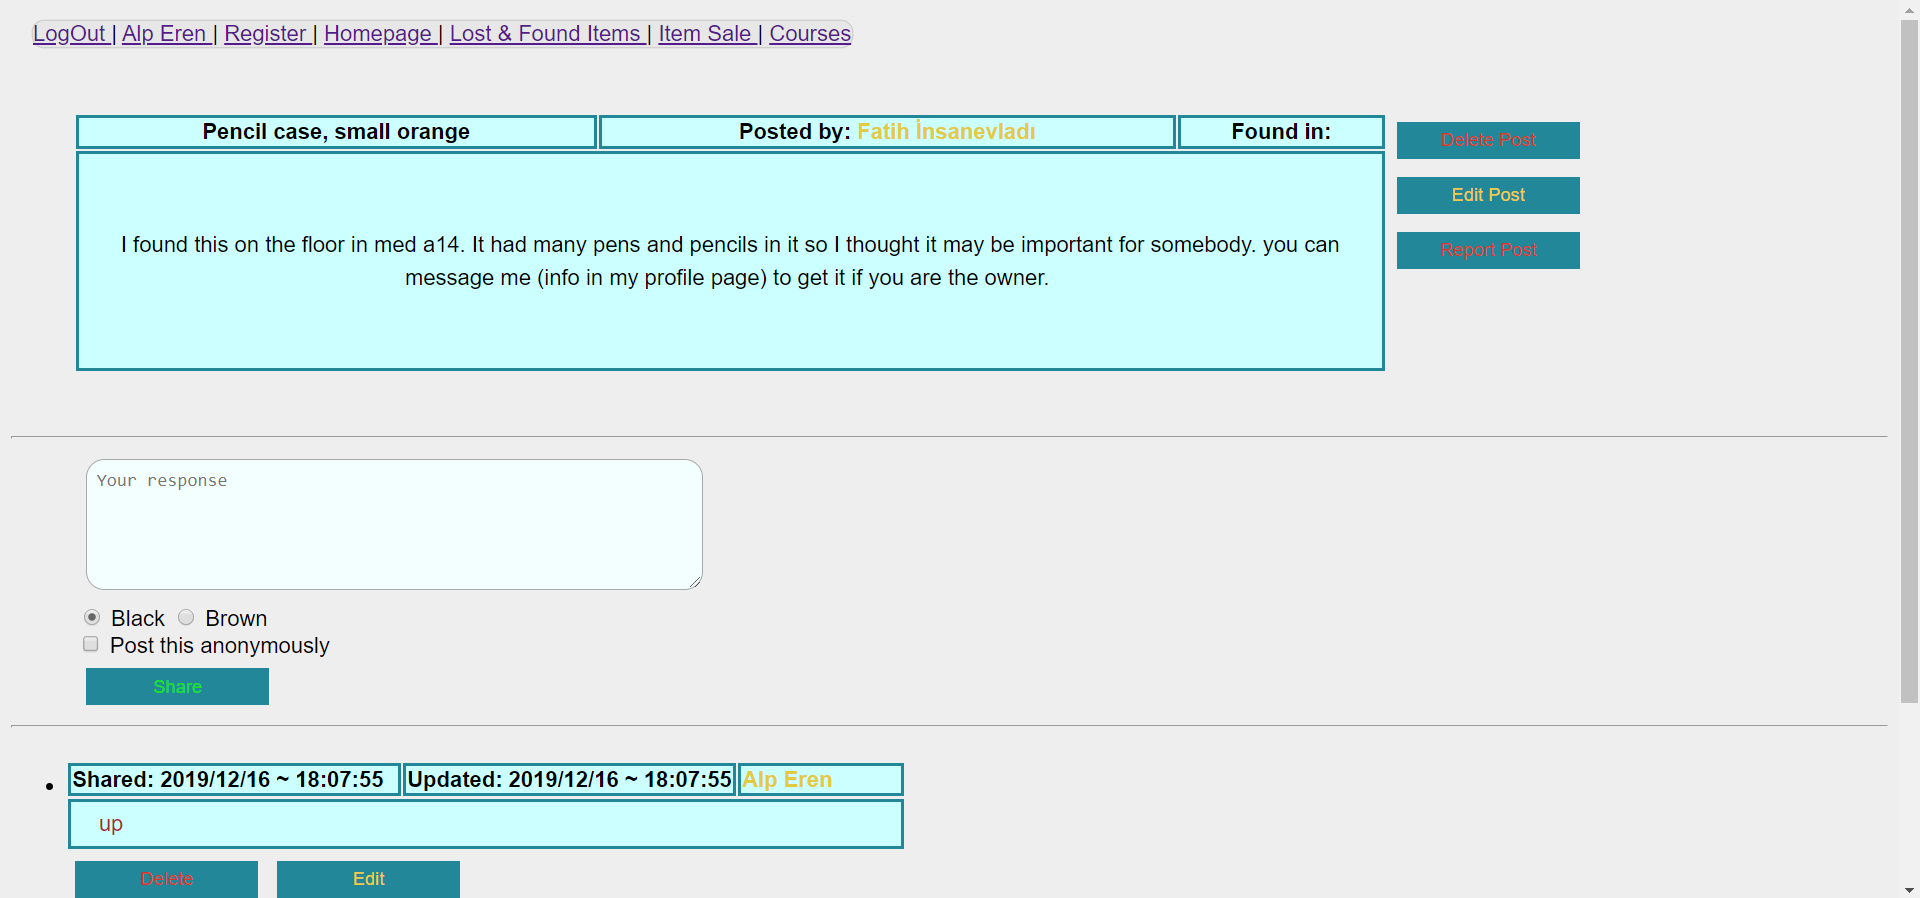 LogOut | Alp Eren | Register | Homepage | Lost & Found Items | Item Sale | Courses
Pencil case, small orange Posted by: Fatih İnsanevladı Found in:
Delete Post
I found this on the floor in med a14. It had many pens and pencils in it so I thought it may be important for somebody. you can
message me (info in my profile page) to get it if you are the owner.
Edit Post
Report Post
Your response
Black Brown
Post this anonymously
Share
Shared: 2019/12/16 ~ 18:07:55 Updated: 2019/12/16 ~ 18:07:55 Alp Eren
up
Delete Edit